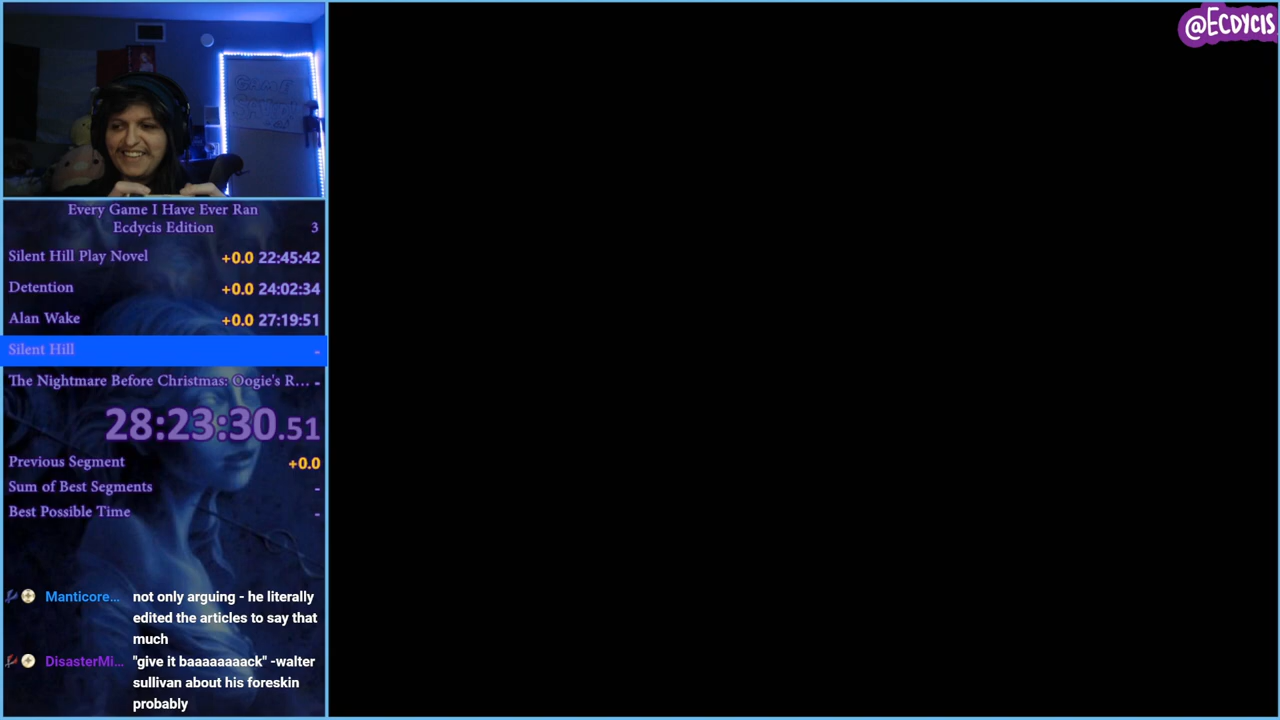 @ECDYCIS
GAME
Every Game I Have Ever Ran
Ecdycis Edition 3
Silent Hill Play Novel +0.0 22:45:42
Detention +0.0 24:02:34
Alan Wake +0.0 27:19:51
Silent Hill -
The Nightmare Before Christmas: Oogie's R... -
28:23:30.51
Previous Segment +0.0
Sum of Best Segments -
Best Possible Time -
Manticore... not only arguing - he literally
edited the articles to say that
much
DisasterMi... "give it baaaaaaaack" -walter
sullivan about his foreskin
probably